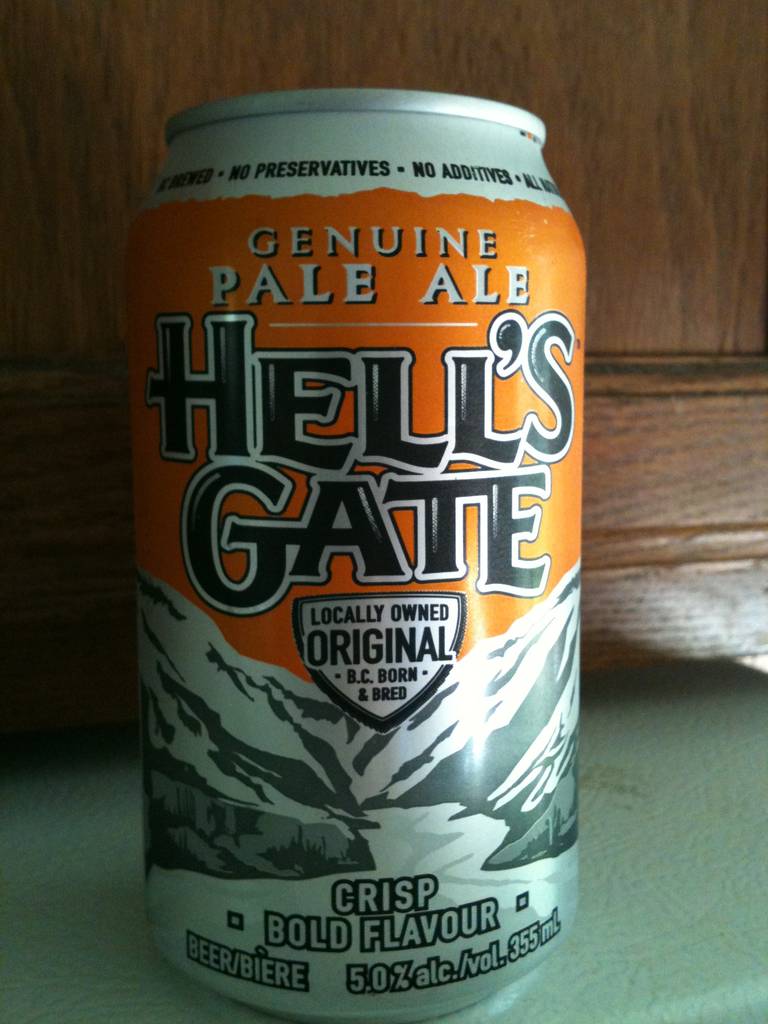 BREWED • NO PRESERVATIVES • NO ADDITIVES • ALL
GENUINE
PALE ALE
HELL'S
GATE
LOCALLY OWNED
ORIGINAL
- B.C. BORN -
& BRED
CRISP
▪ BOLD FLAVOUR ▪
BEER/BIÈRE 5.0% alc./vol. 355 mL